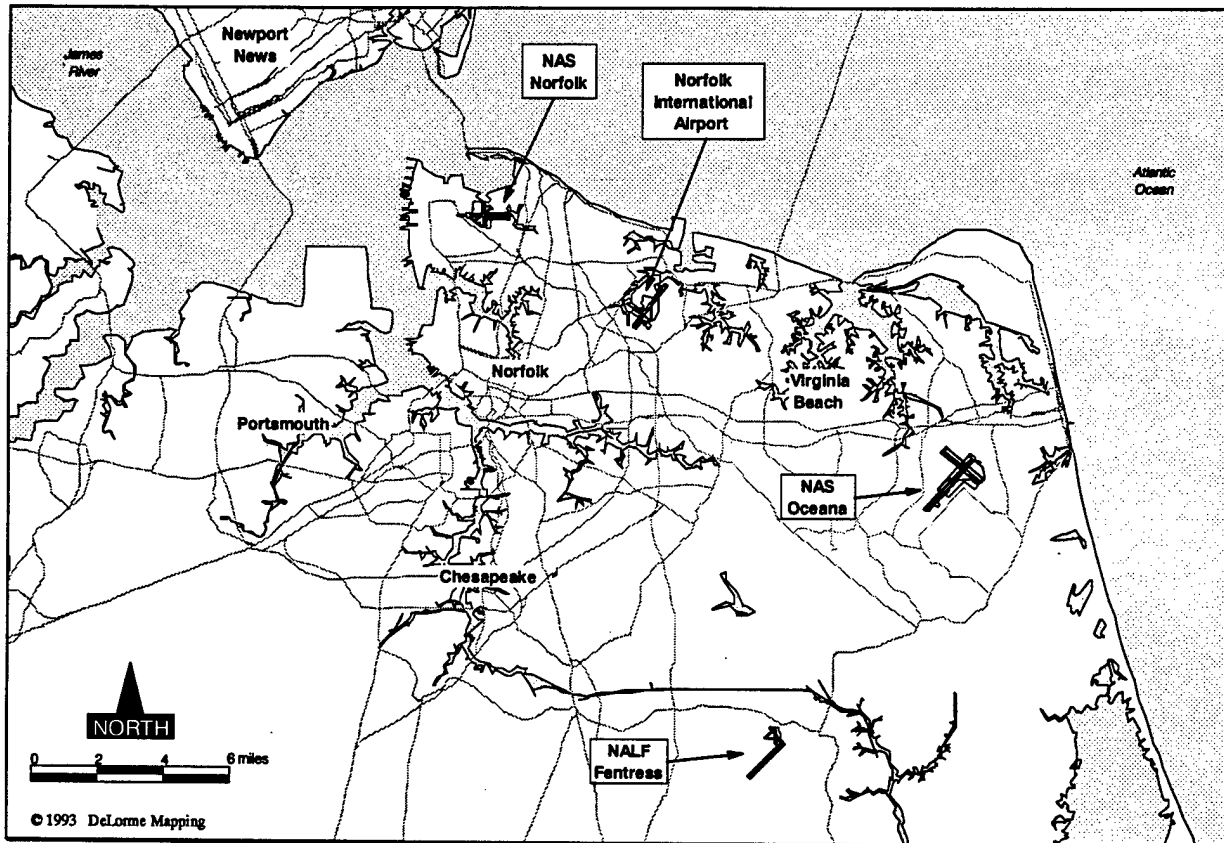 Newport
News
James
River
NAS
Norfolk
Norfolk
International
Airport
Atlantic
Ocean
Norfolk
Virginia
Beach
Portsmouth
NAS
Oceana
Chesapeake
NORTH
0 2 4 6 miles
NALF
Fentress
© 1993 DeLorme Mapping